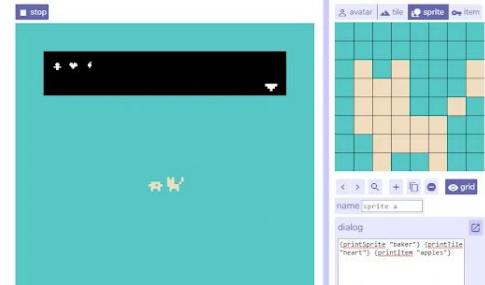 stop
avatar tile sprite item
grid
name sprite a
dialog
{printSprite "baker"} {printTile
"heart"} {printItem "apples"}